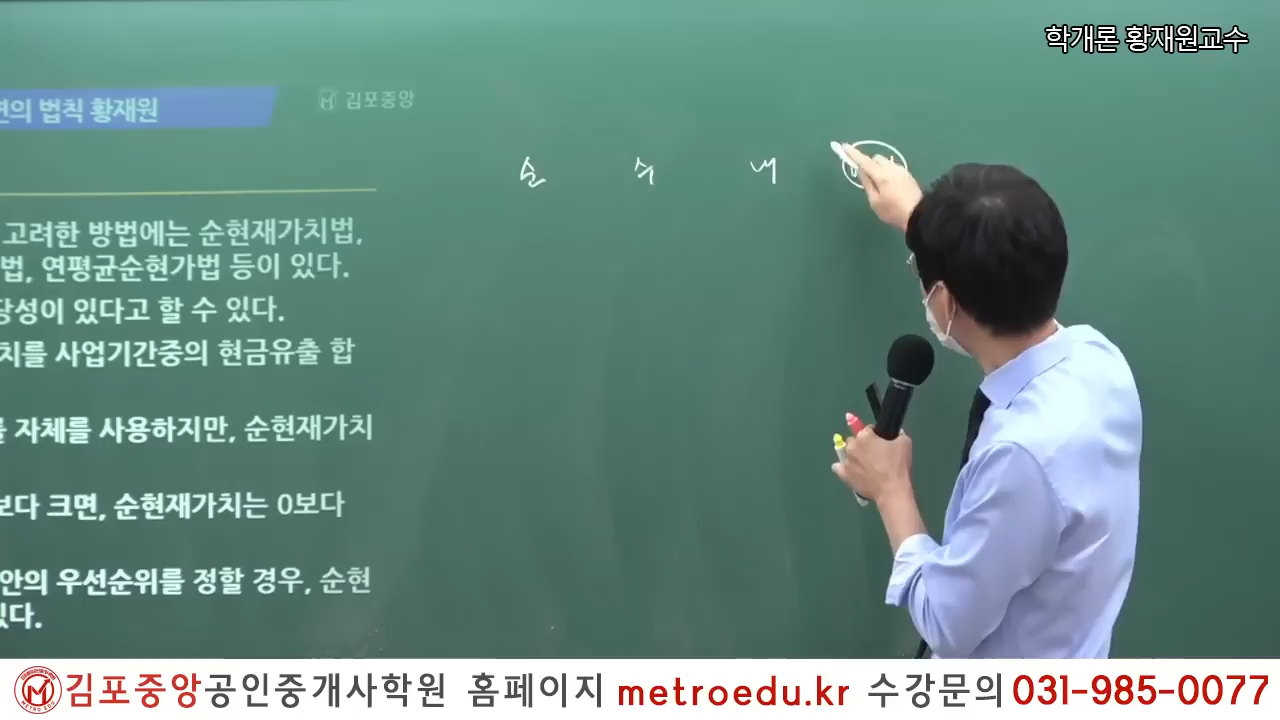 학개론 황재원교수
면의 법칙 황재원
김포중앙
순 수 내
고려한 방법에는 순현재가치법,
법, 연평균순현가법 등이 있다.
당성이 있다고 할 수 있다.
치를 사업기간중의 현금유출 합
를 자체를 사용하지만, 순현재가치
보다 크면, 순현재가치는 0보다
안의 우선순위를 정할 경우, 순현
있다.
METRO EDU
김포중앙공인중개사학원 홈페이지 metroedu.kr 수강문의 031-985-0077